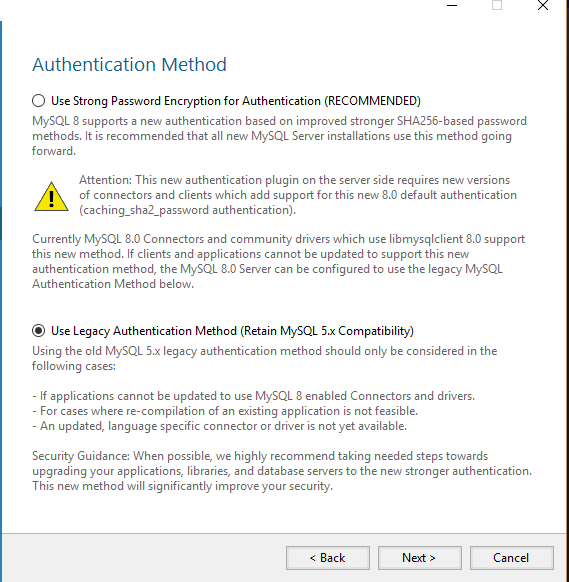 Authentication Method
Use Strong Password Encryption for Authentication (RECOMMENDED)
MySQL 8 supports a new authentication based on improved stronger SHA256-based password
methods. It is recommended that all new MySQL Server installations use this method going
forward.
Attention: This new authentication plugin on the server side requires new versions
of connectors and clients which add support for this new 8.0 default authentication
(caching_sha2_password authentication).
Currently MySQL 8.0 Connectors and community drivers which use libmysqlclient 8.0 support
this new method. If clients and applications cannot be updated to support this new
authentication method, the MySQL 8.0 Server can be configured to use the legacy MySQL
Authentication Method below.
Use Legacy Authentication Method (Retain MySQL 5.x Compatibility)
Using the old MySQL 5.x legacy authentication method should only be considered in the
following cases:
- If applications cannot be updated to use MySQL 8 enabled Connectors and drivers.
- For cases where re-compilation of an existing application is not feasible.
- An updated, language specific connector or driver is not yet available.
Security Guidance: When possible, we highly recommend taking needed steps towards
upgrading your applications, libraries, and database servers to the new stronger authentication.
This new method will significantly improve your security.
< Back Next > Cancel